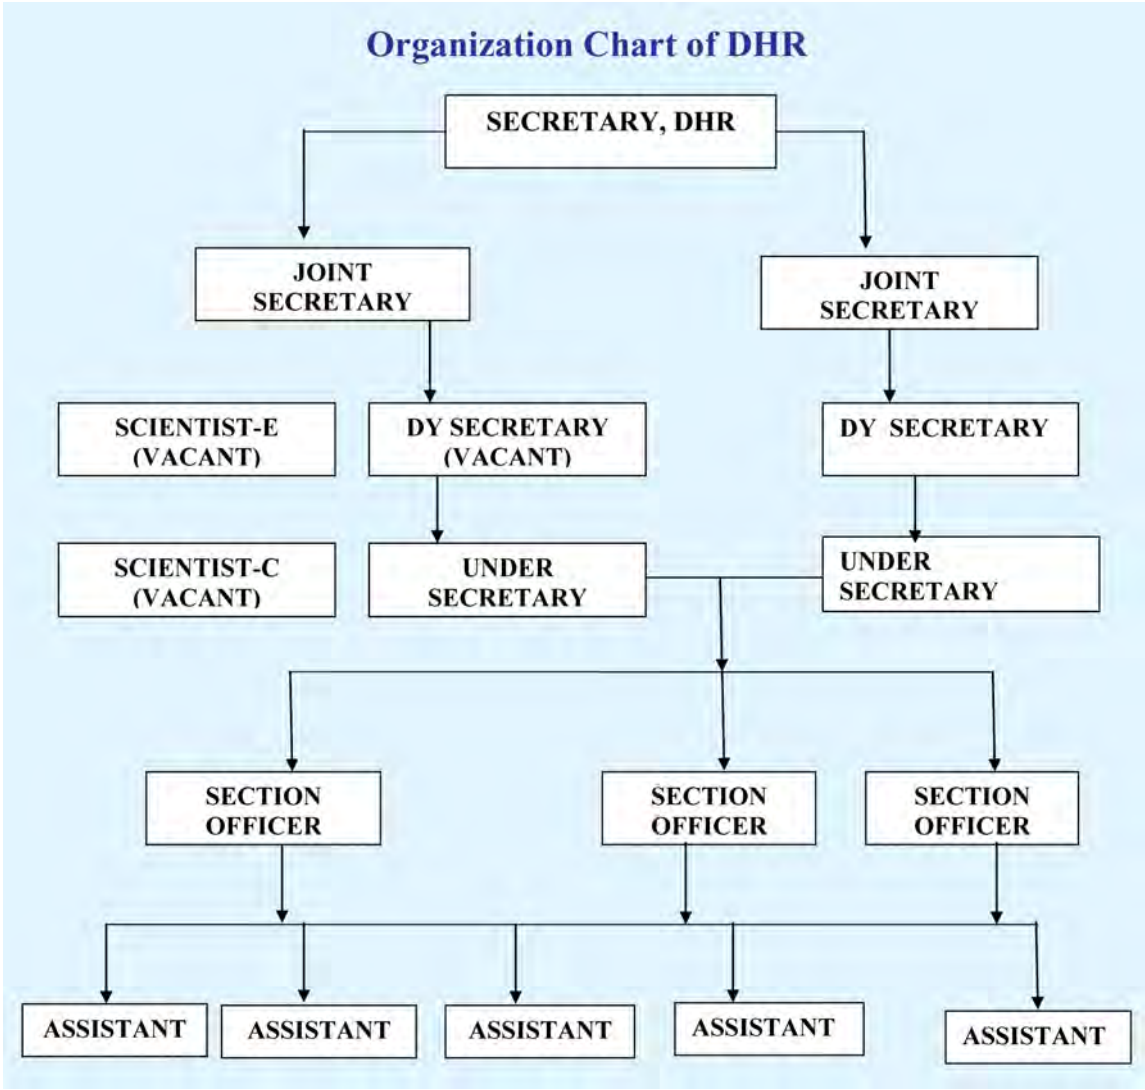 Organization Chart of DHR
SECRETARY, DHR
JOINT
SECRETARY
JOINT
SECRETARY
SCIENTIST-E
(VACANT)
DY SECRETARY
(VACANT)
DY SECRETARY
SCIENTIST-C
(VACANT)
UNDER
SECRETARY
UNDER
SECRETARY
SECTION
OFFICER
SECTION
OFFICER
SECTION
OFFICER
ASSISTANT
ASSISTANT
ASSISTANT
ASSISTANT
ASSISTANT